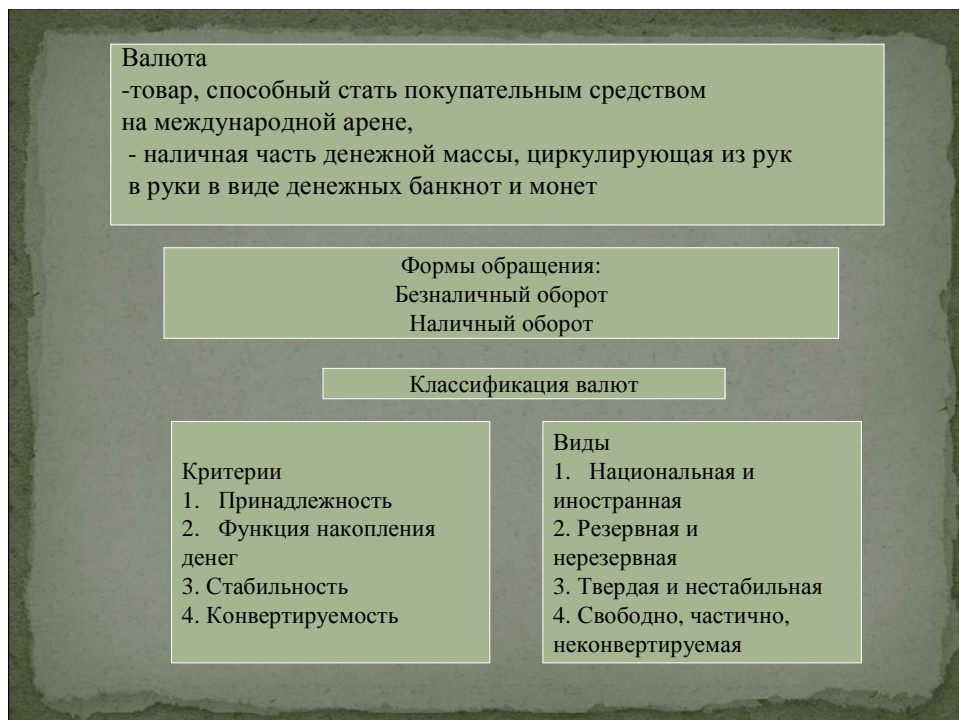 Валюта
-товар, способный стать покупательным средством
на международной арене,
- наличная часть денежной массы, циркулирующая из рук
в руки в виде денежных банкнот и монет
Формы обращения:
Безналичный оборот
Наличный оборот
Классификация валют
Критерии
1. Принадлежность
2. Функция накопления
денег
3. Стабильность
4. Конвертируемость
Виды
1. Национальная и
иностранная
2. Резервная и
нерезервная
3. Твердая и нестабильная
4. Свободно, частично,
неконвертируемая